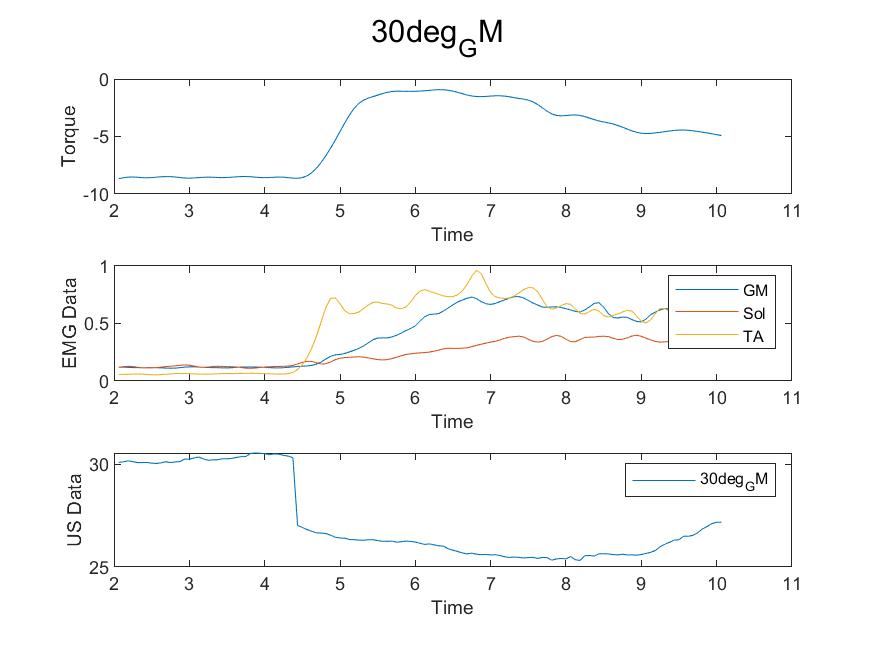 30deg_GM
0
-5
-10
Torque
2 3 4 5 6 7 8 9 10 11
Time
1
0.5
0
EMG Data
GM
Sol
TA
2 3 4 5 6 7 8 9 10 11
Time
30
25
US Data
30deg_GM
2 3 4 5 6 7 8 9 10 11
Time